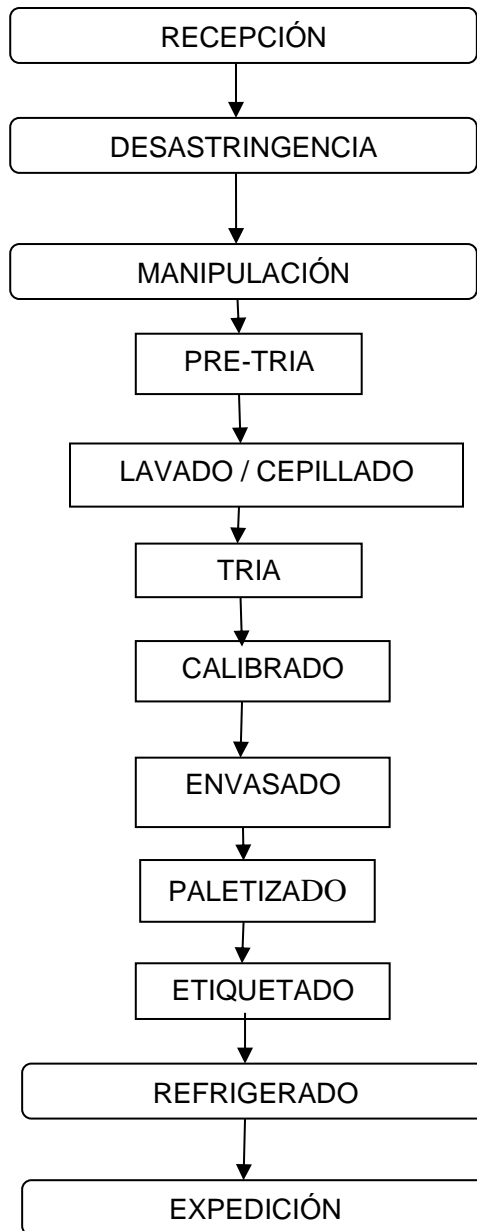 RECEPCIÓN
DESASTRINGENCIA
MANIPULACIÓN
PRE-TRIA
LAVADO / CEPILLADO
TRIA
CALIBRADO
ENVASADO
PALETIZADO
ETIQUETADO
REFRIGERADO
EXPEDICIÓN